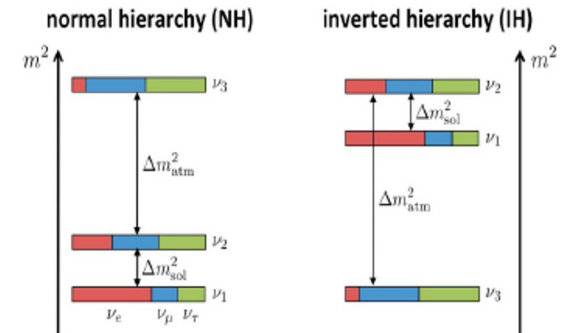 normal hierarchy (NH)
inverted hierarchy (IH)
m²
ν₃
Δm²atm
ν₂
Δm²sol
ν₁
νₑ νμ ντ
m²
ν₂
Δm²sol
ν₁
Δm²atm
ν₃